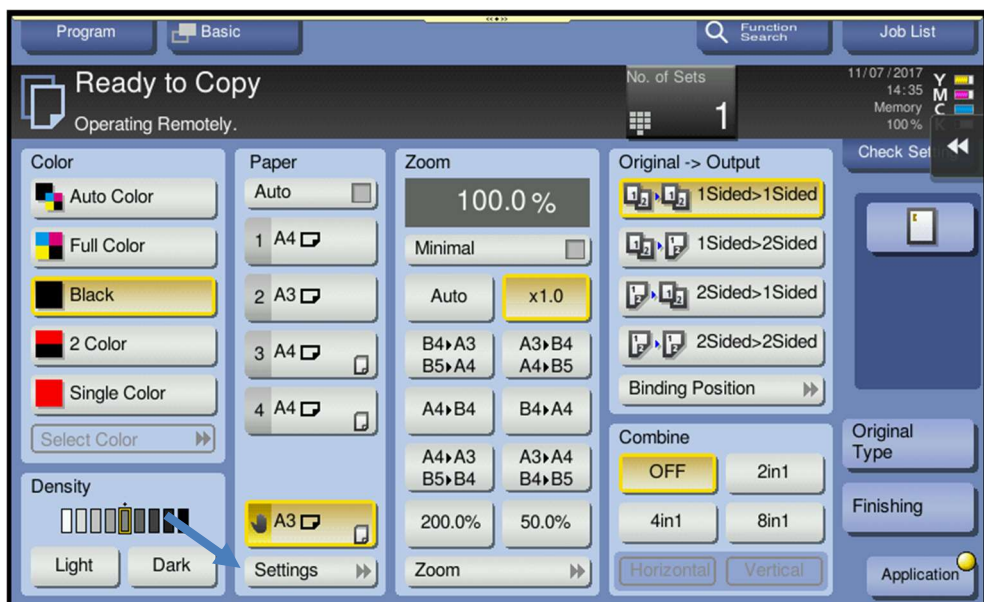 Program
Basic
Function
Search
Job List
Ready to Copy
Operating Remotely.
No. of Sets
1
11/07/2017
14:35
Memory
100%
Y
M
C
K
Color
Auto Color
Full Color
Black
2 Color
Single Color
Select Color
Density
Light
Dark
Paper
Auto
1 A4
2 A3
3 A4
4 A4
A3
Settings
Zoom
100.0 %
Minimal
Auto
x1.0
B4▸A3
B5▸A4
A3▸B4
A4▸B5
A4▸B4
B4▸A4
A4▸A3
B5▸B4
A3▸A4
B4▸B5
200.0%
50.0%
Zoom
Original -> Output
1Sided>1Sided
1Sided>2Sided
2Sided>1Sided
2Sided>2Sided
Binding Position
Combine
OFF
2in1
4in1
8in1
Horizontal
Vertical
Check Set
Original
Type
Finishing
Application